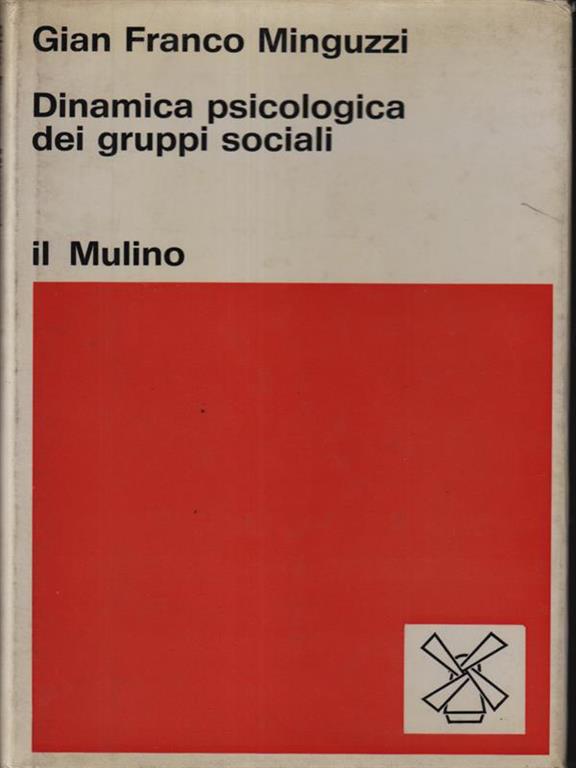 Gian Franco Minguzzi
Dinamica psicologica
dei gruppi sociali
il Mulino